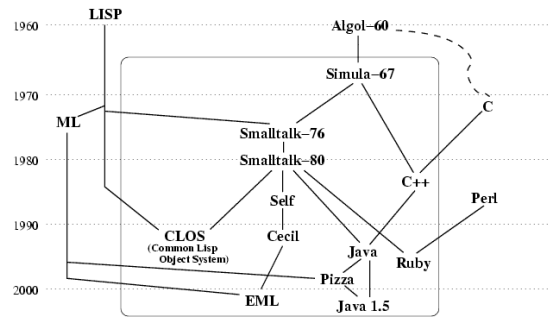 LISP
1960
Algol–60
Simula–67
1970
C
ML
Smalltalk–76
1980
Smalltalk–80
C++
Self
Perl
1990
CLOS
(Common Lisp
Object System)
Cecil
Java
Ruby
Pizza
2000
EML
Java 1.5